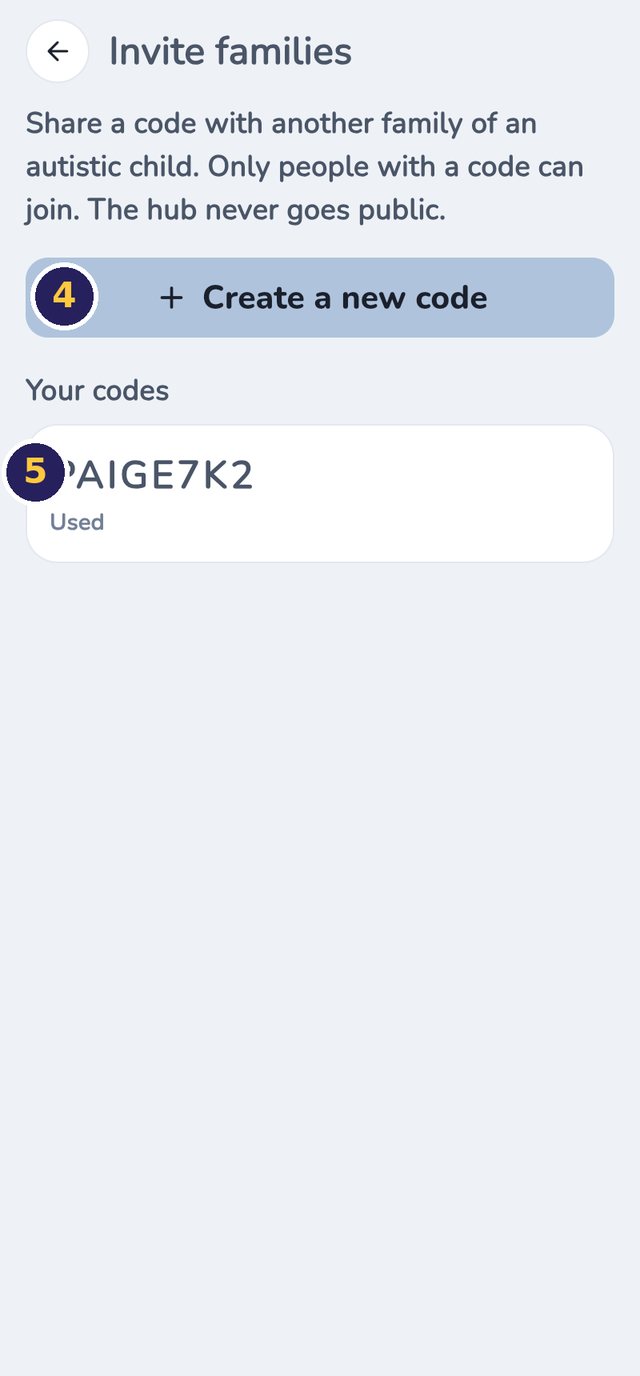 Invite families
Share a code with another family of an
autistic child. Only people with a code can
join. The hub never goes public.
4
+ Create a new code
Your codes
5
PAIGE7K2
Used